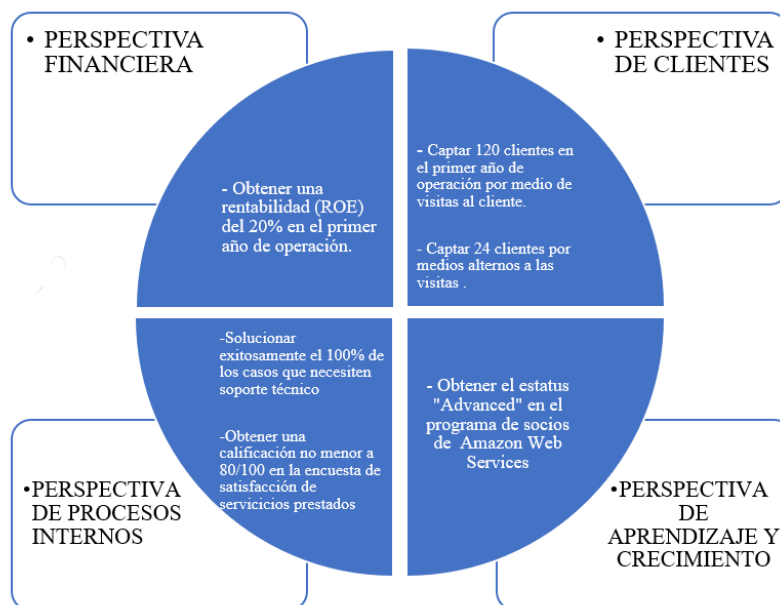 • PERSPECTIVA
FINANCIERA
• PERSPECTIVA
DE CLIENTES
- Obtener una
rentabilidad (ROE)
del 20% en el primer
año de operación.
- Captar 120 clientes en
el primer año de
operación por medio de
visitas al cliente.
- Captar 24 clientes por
medios alternos a las
visitas .
-Solucionar
exitosamente el 100% de
los casos que necesiten
soporte técnico
-Obtener una
calificación no menor a
80/100 en la encuesta de
satisfacción de
servicicios prestados
- Obtener el estatus
"Advanced" en el
programa de socios
de Amazon Web
Services
•PERSPECTIVA
DE PROCESOS
INTERNOS
•PERSPECTIVA
DE
APRENDIZAJE Y
CRECIMIENTO